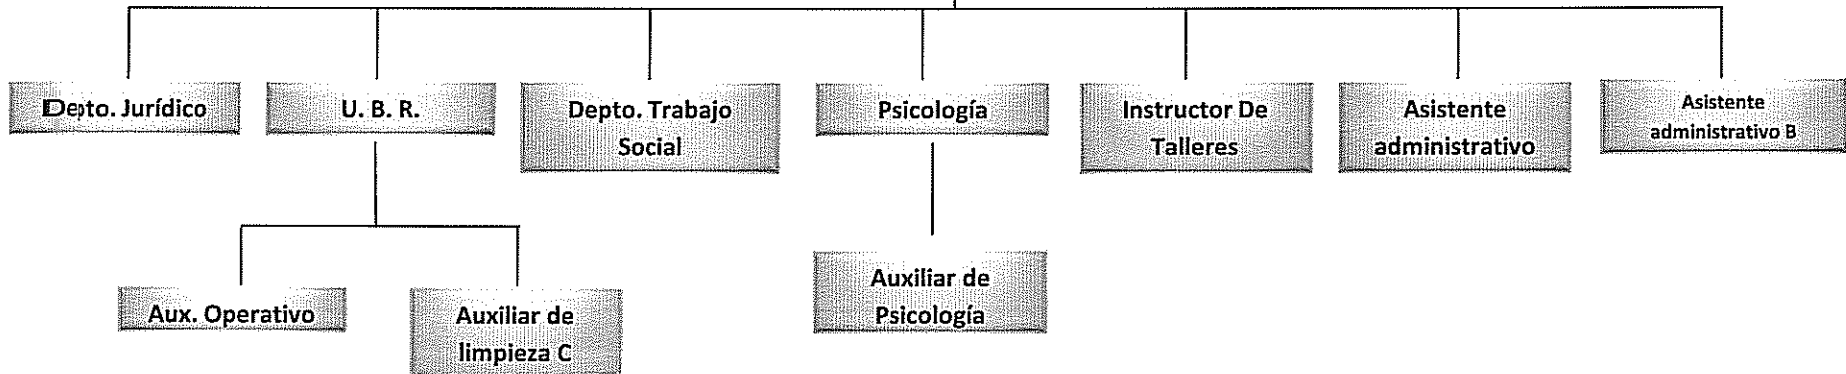 Depto. Jurídico
U. B. R.
Depto. Trabajo
Social
Psicología
Instructor De
Talleres
Asistente
administrativo
Asistente
administrativo B
Aux. Operativo
Auxiliar de
limpieza C
Auxiliar de
Psicología